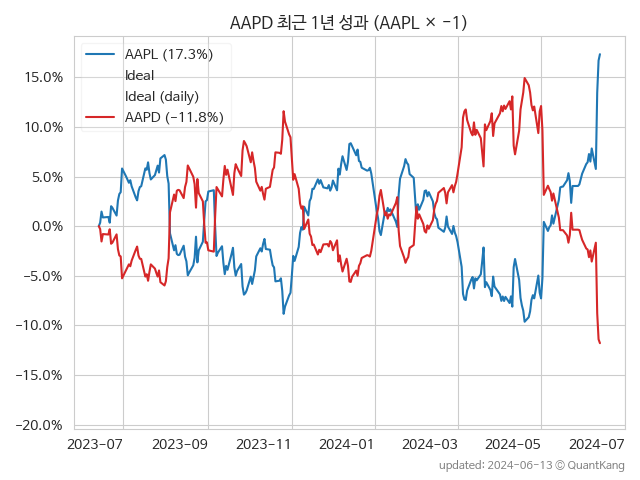 AAPD 최근 1년 성과 (AAPL × −1)
AAPL (17.3%)
Ideal
Ideal (daily)
AAPD (−11.8%)
15.0%
10.0%
5.0%
0.0%
−5.0%
−10.0%
−15.0%
−20.0%
2023−07
2023−09
2023−11
2024−01
2024−03
2024−05
2024−07
updated: 2024-06-13 ⓒ QuantKang